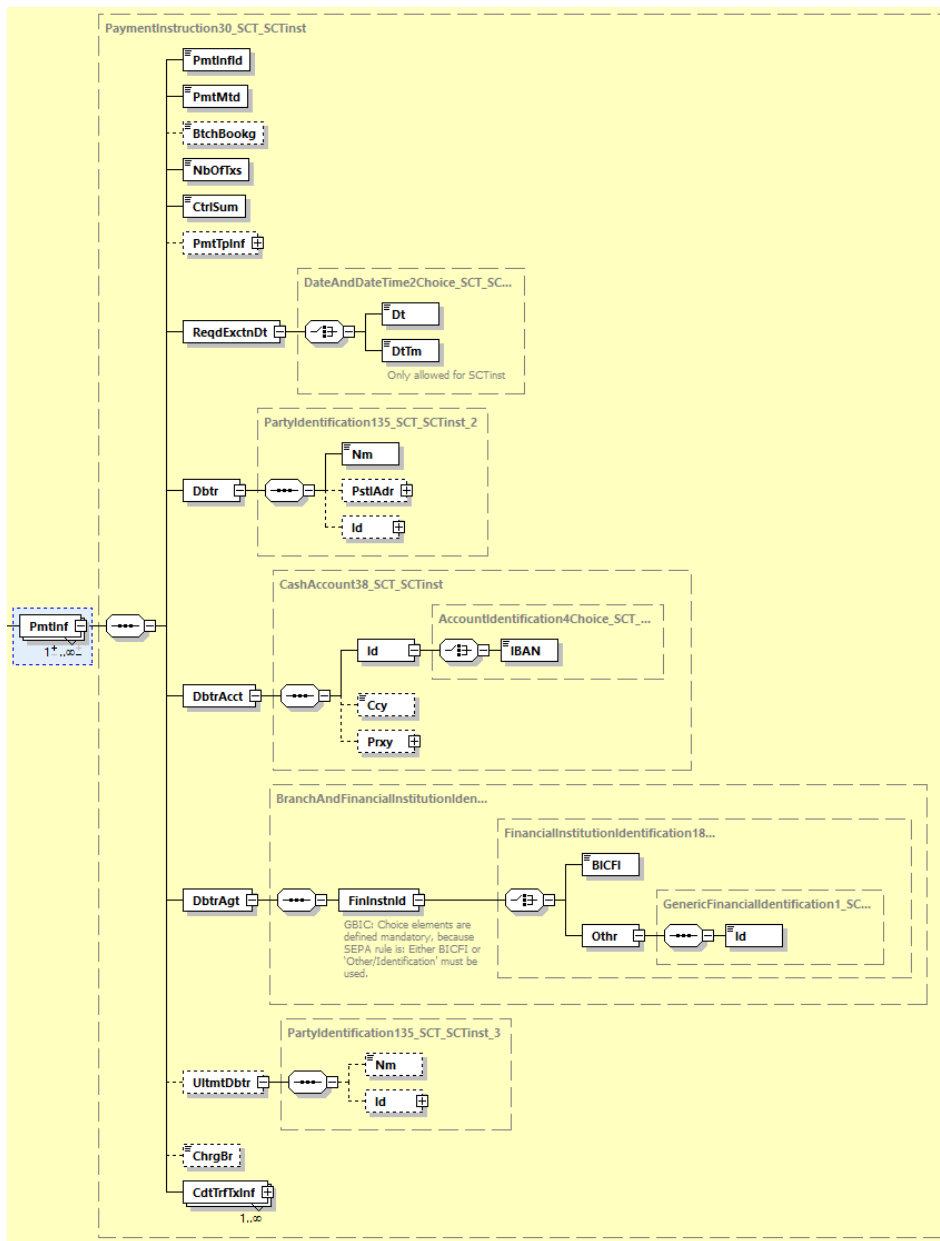 PaymentInstruction30_SCT_SCTinst
PmtInfId
PmtMtd
BtchBookg
NbOfTxs
CtrlSum
PmtTpInf
DateAndDateTime2Choice_SCT_SC...
ReqdExctnDt
Dt
DtTm
Only allowed for SCTinst
PartyIdentification135_SCT_SCTinst_2
Dbtr
Nm
PstlAdr
Id
PmtInf
1..∞
CashAccount38_SCT_SCTinst
AccountIdentification4Choice_SCT_...
DbtrAcct
Id
IBAN
Ccy
Prxy
BranchAndFinancialInstitutionIden...
FinancialInstitutionIdentification18...
DbtrAgt
FinInstnId
GBIC: Choice elements are
defined mandatory, because
SEPA rule is: Either BICFI or
'Other/Identification' must be
used.
BICFI
GenericFinancialIdentification1_SC...
Othr
Id
PartyIdentification135_SCT_SCTinst_3
UltmtDbtr
Nm
Id
ChrgBr
CdtTrfTxInf
1..∞